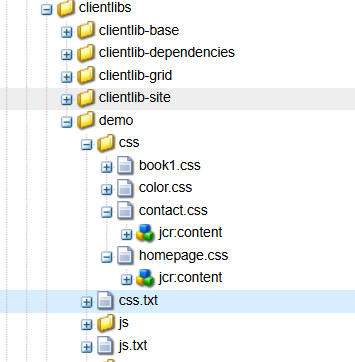 clientlibs
clientlib-base
clientlib-dependencies
clientlib-grid
clientlib-site
demo
css
book1.css
color.css
contact.css
jcr:content
homepage.css
jcr:content
css.txt
js
js.txt